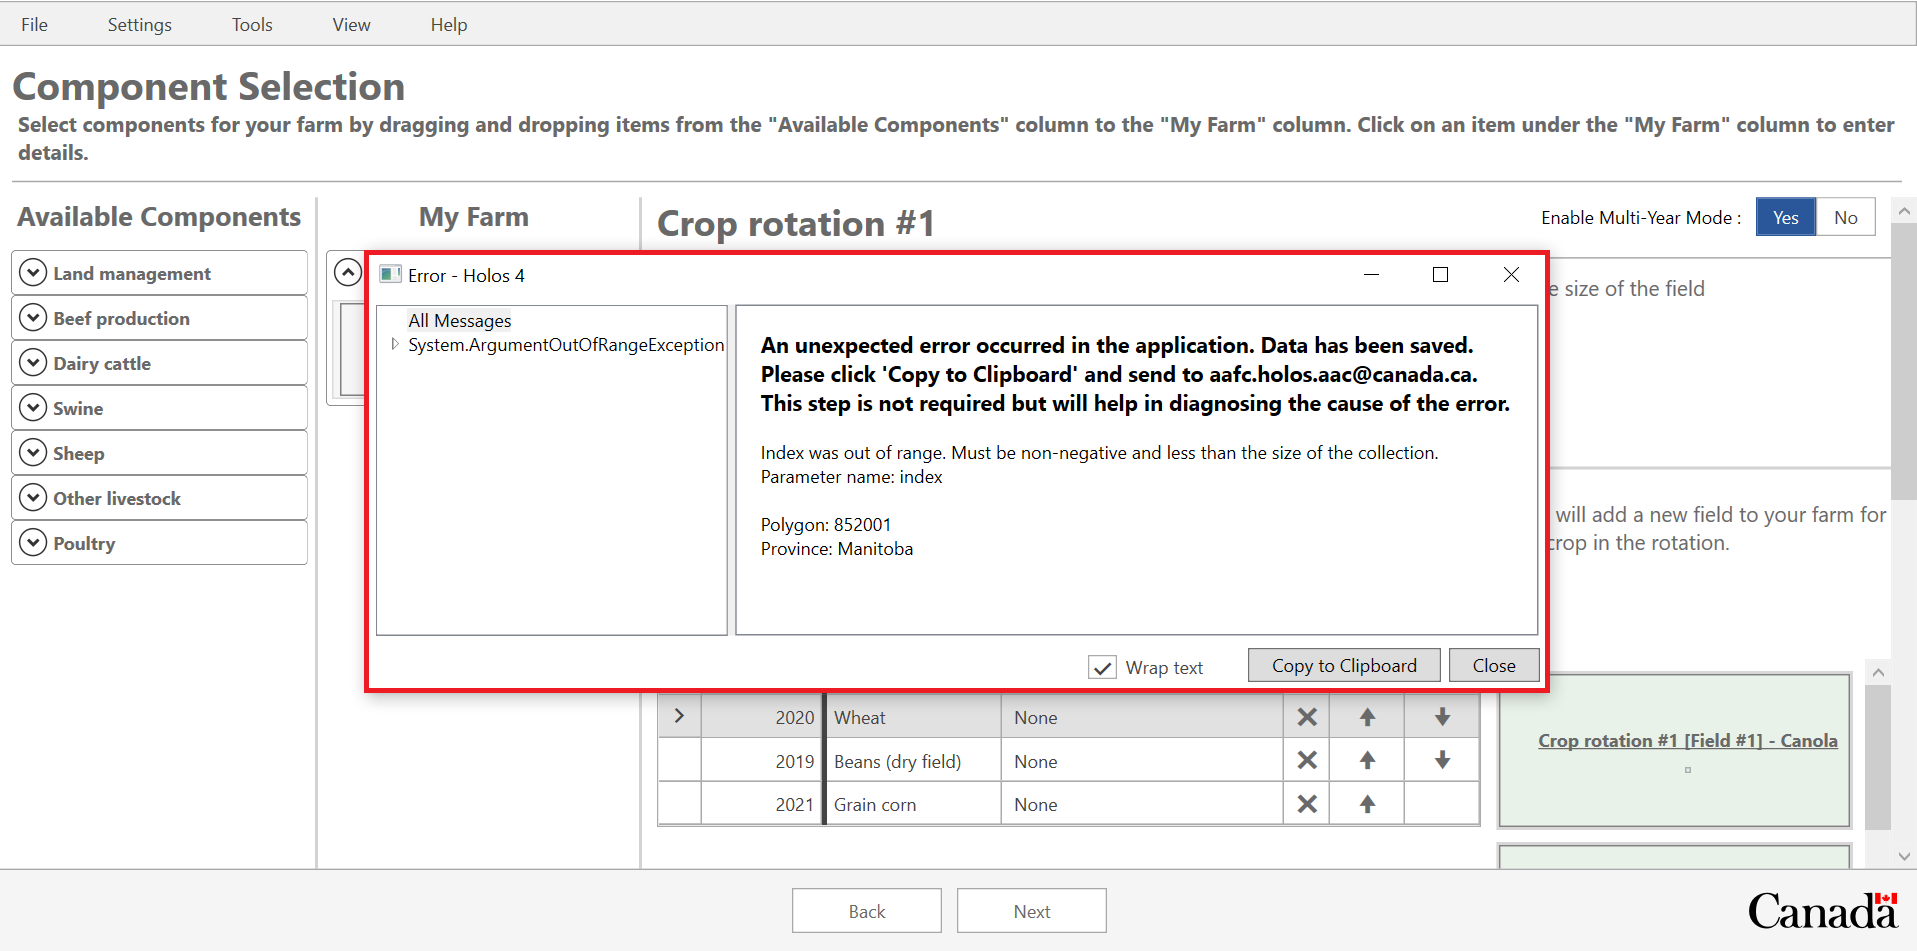 File Settings Tools View Help
Component Selection
Select components for your farm by dragging and dropping items from the "Available Components" column to the "My Farm" column. Click on an item under the "My Farm" column to enter
details.
Available Components
Land management
Beef production
Dairy cattle
Swine
Sheep
Other livestock
Poultry
My Farm
Crop rotation #1
Enable Multi-Year Mode : Yes No
size of the field
will add a new field to your farm for
crop in the rotation.
Error - Holos 4
All Messages
System.ArgumentOutOfRangeException
An unexpected error occurred in the application. Data has been saved.
Please click 'Copy to Clipboard' and send to aafc.holos.aac@canada.ca.
This step is not required but will help in diagnosing the cause of the error.
Index was out of range. Must be non-negative and less than the size of the collection.
Parameter name: index
Polygon: 852001
Province: Manitoba
Wrap text Copy to Clipboard Close
2020 Wheat None
2019 Beans (dry field) None
2021 Grain corn None
Crop rotation #1 [Field #1] - Canola
Back Next
Canada